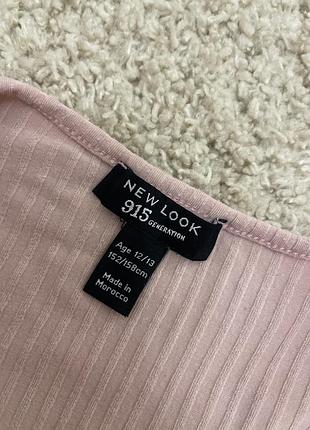 NEW LOOK
915 GENERATION
Age 12/13
152/158cm
Made in
Morocco